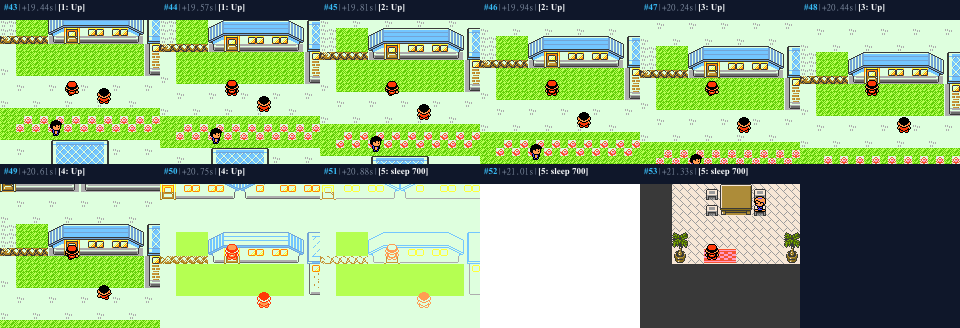 #43|+19.44s|[1: Up]
#44|+19.57s|[1: Up]
#45|+19.81s|[2: Up]
#46|+19.94s|[2: Up]
#47|+20.24s|[3: Up]
#48|+20.44s|[3: Up]
#49|+20.61s|[4: Up]
#50|+20.75s|[4: Up]
#51|+20.88s|[5: sleep 700]
#52|+21.01s|[5: sleep 700]
#53|+21.33s|[5: sleep 700]